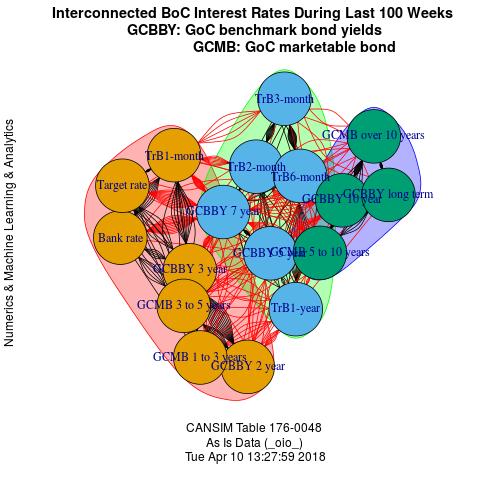 Interconnected BoC Interest Rates During Last 100 Weeks
GCBBY: GoC benchmark bond yields
GCMB: GoC marketable bond
Numerics & Machine Learning & Analytics
TrB3-month
GCMB over 10 years
TrB1-month
TrB2-month
TrB6-month
Target rate
GCBBY long term
GCBBY 10 year
GCBBY 7 year
Bank rate
GCBBY 5 year
GCMB 5 to 10 years
GCBBY 3 year
GCMB 3 to 5 years
TrB1-year
GCMB 1 to 3 years
GCBBY 2 year
CANSIM Table 176-0048
As Is Data (_oio_)
Tue Apr 10 13:27:59 2018